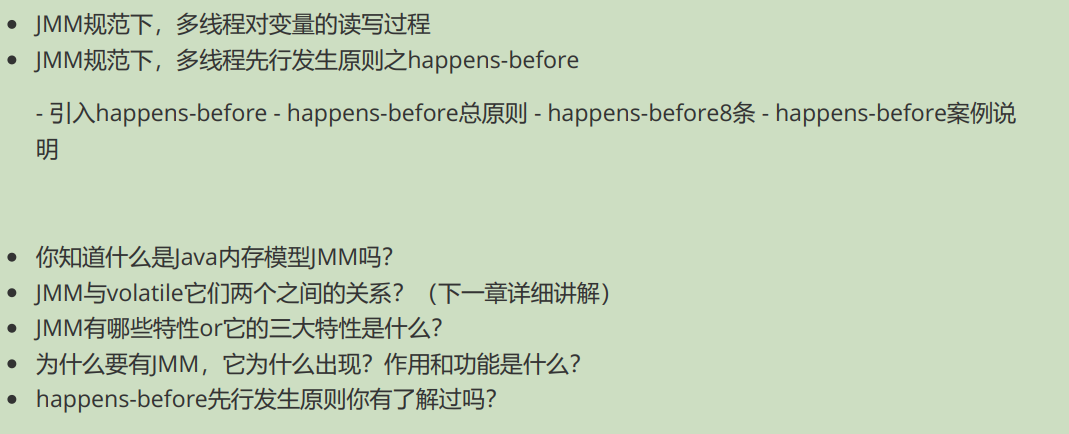 JMM规范下，多线程对变量的读写过程
JMM规范下，多线程先行发生原则之happens-before
- 引入happens-before - happens-before总原则 - happens-before8条 - happens-before案例说
明
你知道什么是Java内存模型JMM吗？
JMM与volatile它们两个之间的关系？（下一章详细讲解）
JMM有哪些特性or它的三大特性是什么？
为什么要有JMM，它为什么出现？作用和功能是什么？
happens-before先行发生原则你有了解过吗？